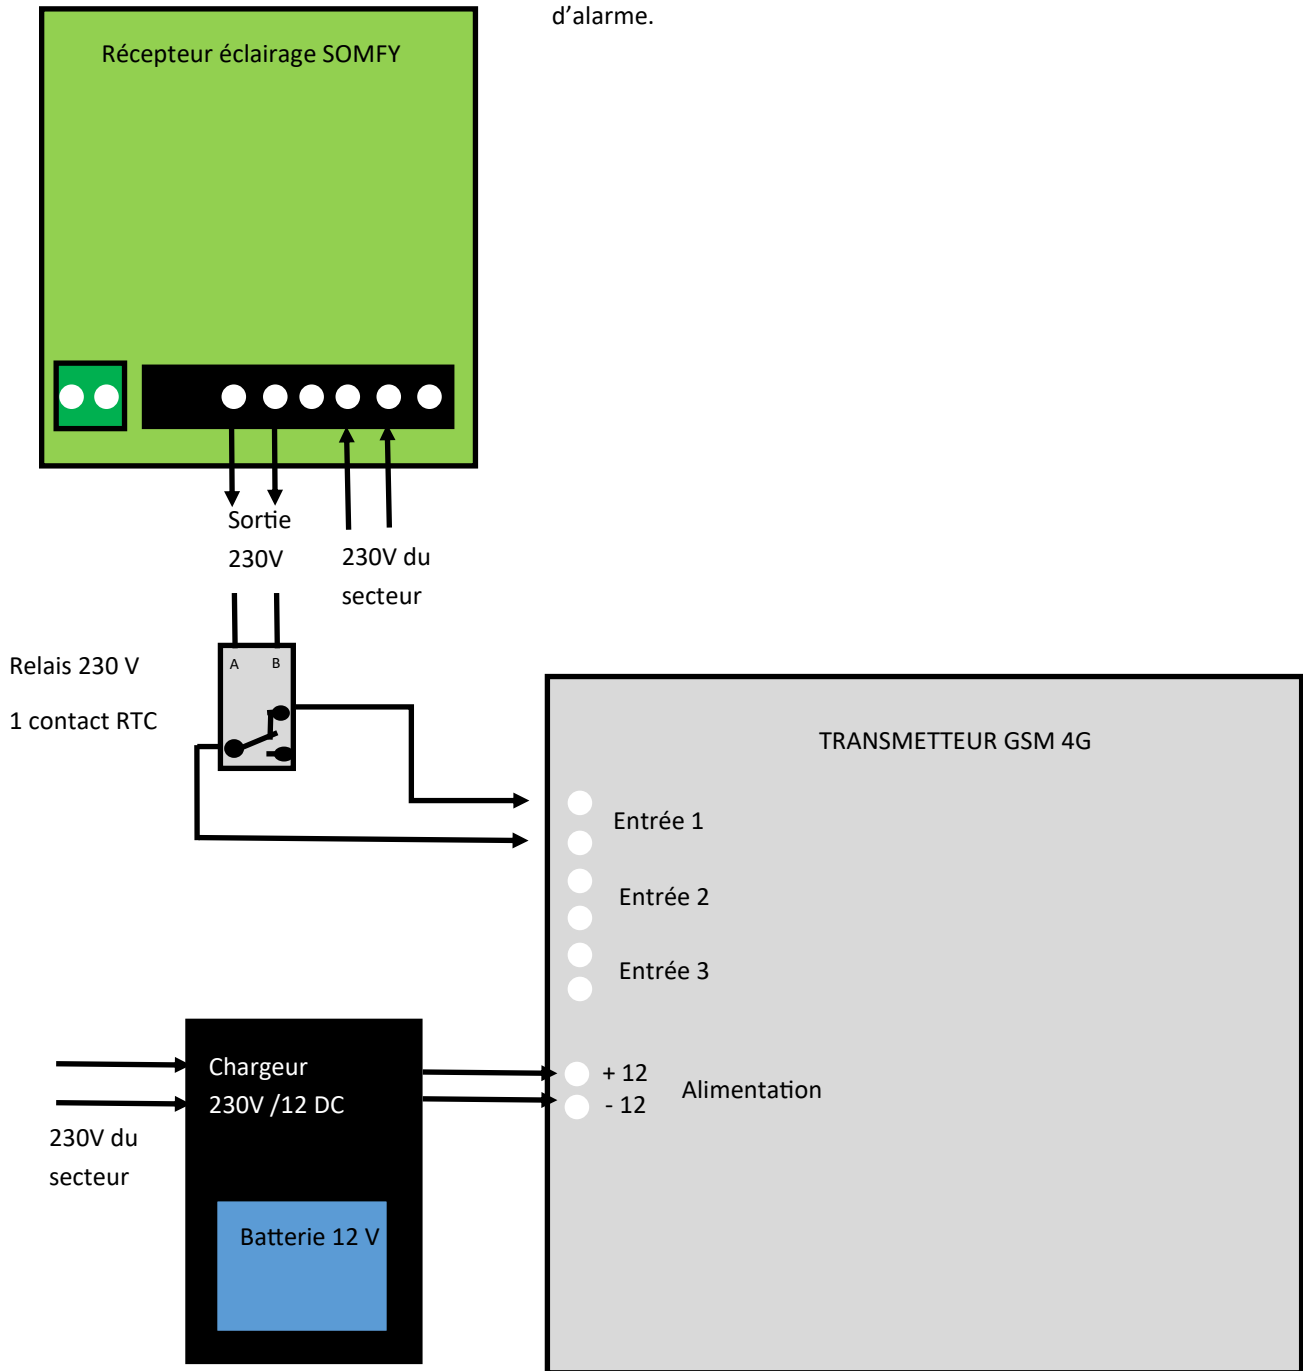 d’alarme.
Récepteur éclairage SOMFY
Sortie
230V
230V du
secteur
Relais 230 V
1 contact RTC
A B
TRANSMETTEUR GSM 4G
Entrée 1
Entrée 2
Entrée 3
Chargeur
230V /12 DC
+ 12
- 12
Alimentation
230V du
secteur
Batterie 12 V